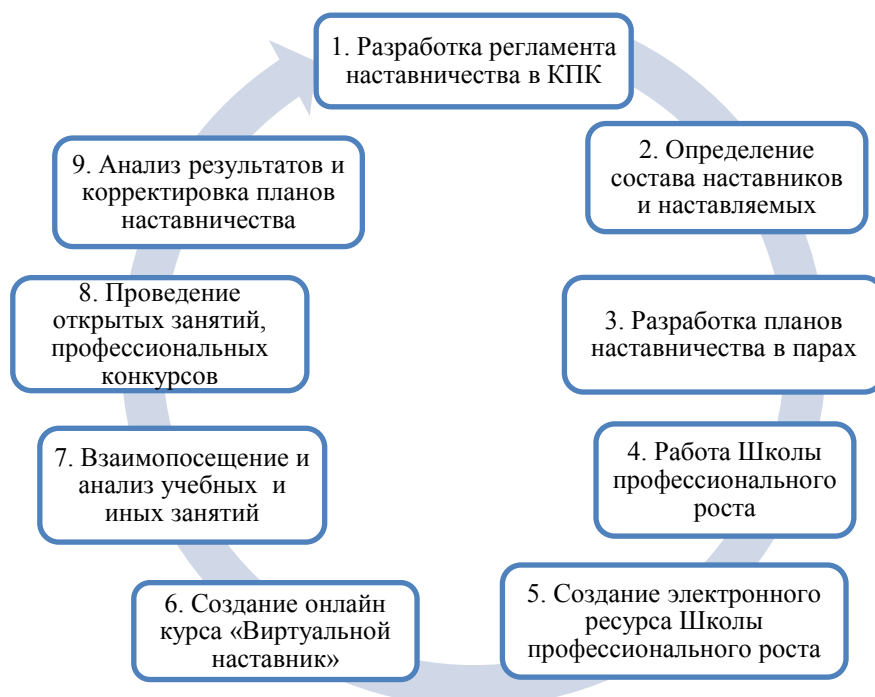 1. Разработка регламента
наставничества в КПК
2. Определение
состава наставников
и наставляемых
3. Разработка планов
наставничества в парах
4. Работа Школы
профессионального
роста
5. Создание электронного
ресурса Школы
профессионального роста
6. Создание онлайн
курса «Виртуальной
наставник»
7. Взаимопосещение и
анализ учебных и
иных занятий
8. Проведение
открытых занятий,
профессиональных
конкурсов
9. Анализ результатов и
корректировка планов
наставничества